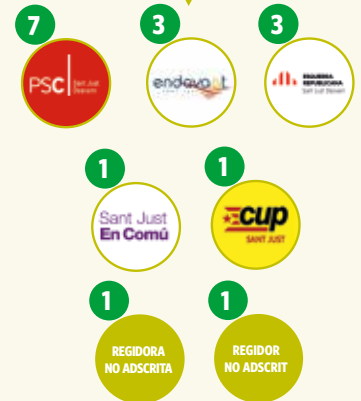 7
PSC Sant Just
Desvern
3
endavant
3
ESQUERRA
REPUBLICANA
Sant Just Desvern
1
Sant Just
En Comú
1
cup
SANT JUST
1
REGIDORA
NO ADSCRITA
1
REGIDOR
NO ADSCRIT